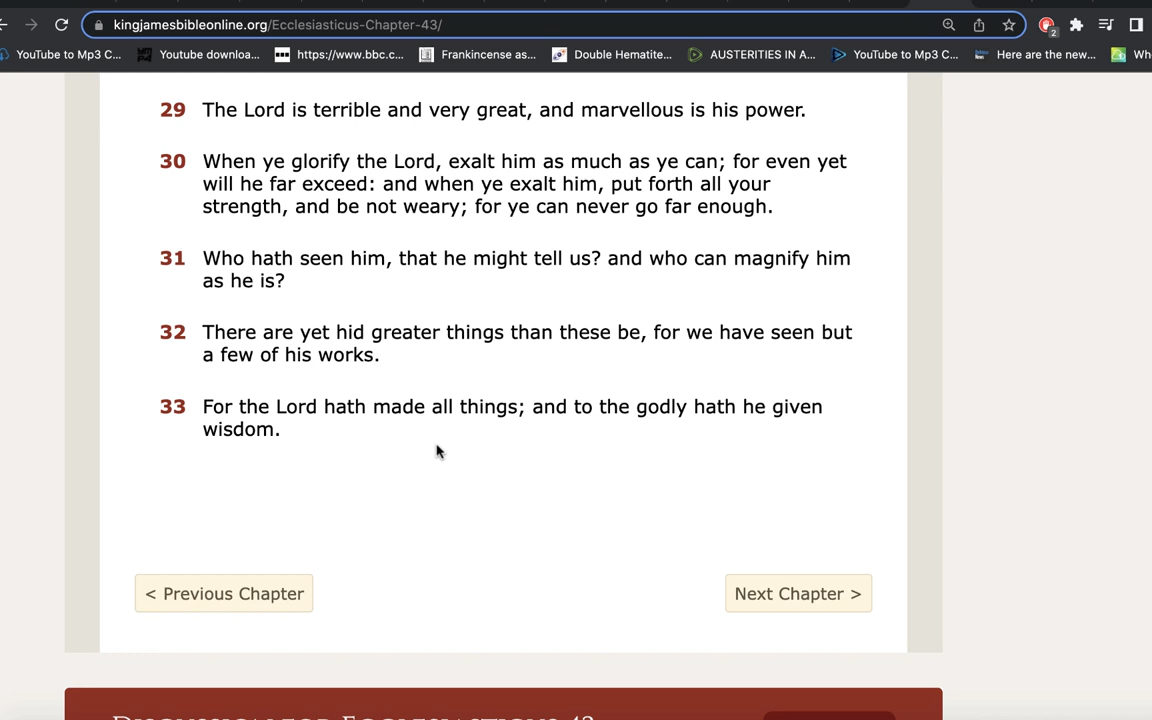 kingjamesbibleonline.org/Ecclesiasticus-Chapter-43/
2
YouTube to Mp3 C... Youtube downloa... https://www.bbc.c... Frankincense as... Double Hematite... AUSTERITIES IN A... YouTube to Mp3 C... Here are the new... Wh
29 The Lord is terrible and very great, and marvellous is his power.
30 When ye glorify the Lord, exalt him as much as ye can; for even yet
will he far exceed: and when ye exalt him, put forth all your
strength, and be not weary; for ye can never go far enough.
31 Who hath seen him, that he might tell us? and who can magnify him
as he is?
32 There are yet hid greater things than these be, for we have seen but
a few of his works.
33 For the Lord hath made all things; and to the godly hath he given
wisdom.
< Previous Chapter Next Chapter >
Discussion for Ecclesiasticus 43